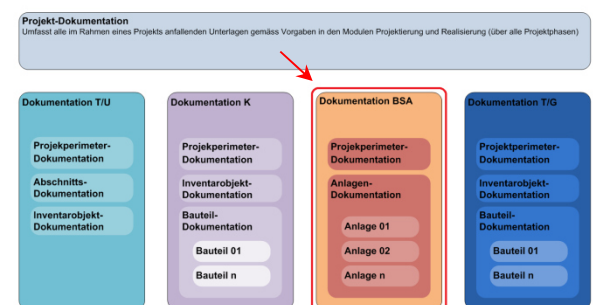 Projekt-Dokumentation
Umfasst alle im Rahmen eines Projekts anfallenden Unterlagen gemäss Vorgaben in den Modulen Projektierung und Realisierung (über alle Projektphasen)
Dokumentation T/U
Projekperimeter-
Dokumentation
Abschnitts-
Dokumentation
Inventarobjekt-
Dokumentation
Dokumentation K
Projekperimeter-
Dokumentation
Inventarobjekt-
Dokumentation
Bauteil-
Dokumentation
Bauteil 01
Bauteil n
Dokumentation BSA
Projekperimeter-
Dokumentation
Anlagen-
Dokumentation
Anlage 01
Anlage 02
Anlage n
Dokumentation T/G
Projektperimeter-
Dokumentation
Inventarobjekt-
Dokumentation
Bauteil-
Dokumentation
Bauteil 01
Bauteil n